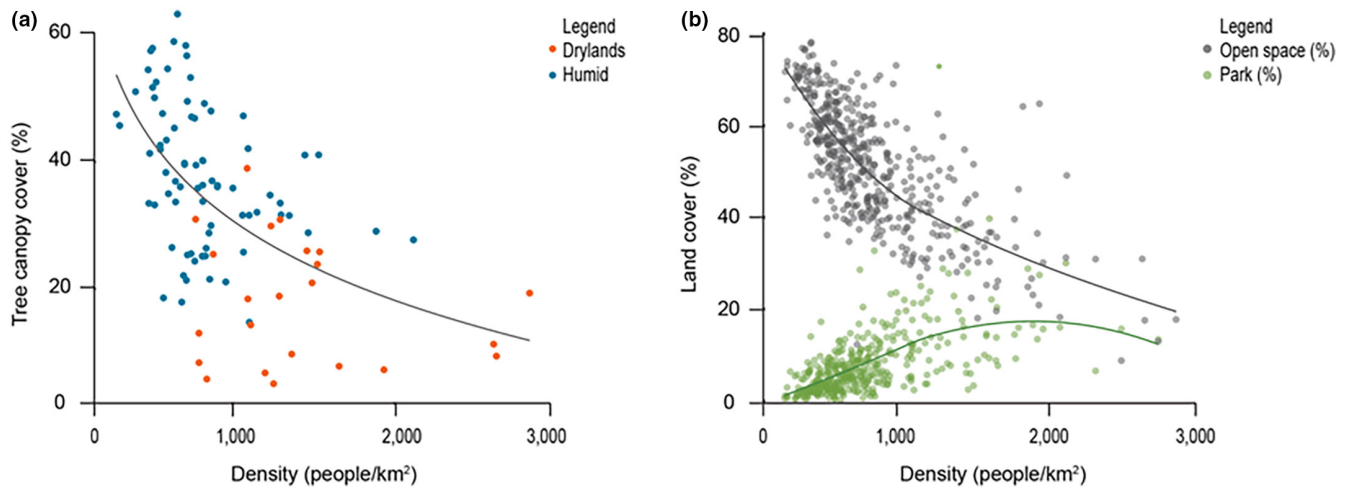 (a)
Legend
Drylands
Humid
60
40
20
0
Tree canopy cover (%)
0 1,000 2,000 3,000
Density (people/km²)
(b)
Legend
Open space (%)
Park (%)
80
60
40
20
0
Land cover (%)
0 1,000 2,000 3,000
Density (people/km²)